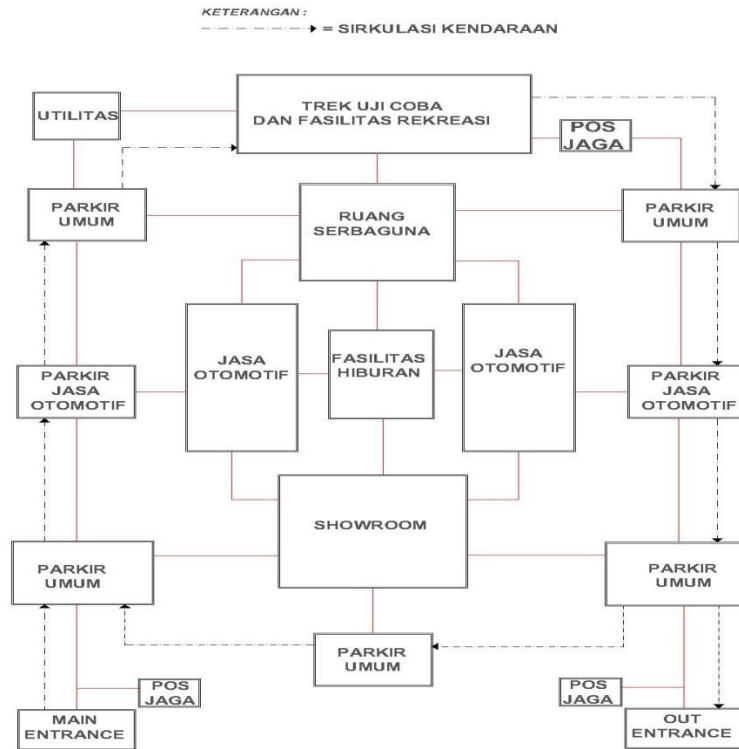 KETERANGAN :
= SIRKULASI KENDARAAN
TREK UJI COBA
DAN FASILITAS REKREASI
UTILITAS
POS
JAGA
PARKIR
UMUM
RUANG
SERBAGUNA
PARKIR
UMUM
JASA
OTOMOTIF
FASILITAS
HIBURAN
JASA
OTOMOTIF
PARKIR
JASA
OTOMOTIF
PARKIR
JASA
OTOMOTIF
SHOWROOM
PARKIR
UMUM
PARKIR
UMUM
PARKIR
UMUM
POS
JAGA
POS
JAGA
MAIN
ENTRANCE
OUT
ENTRANCE